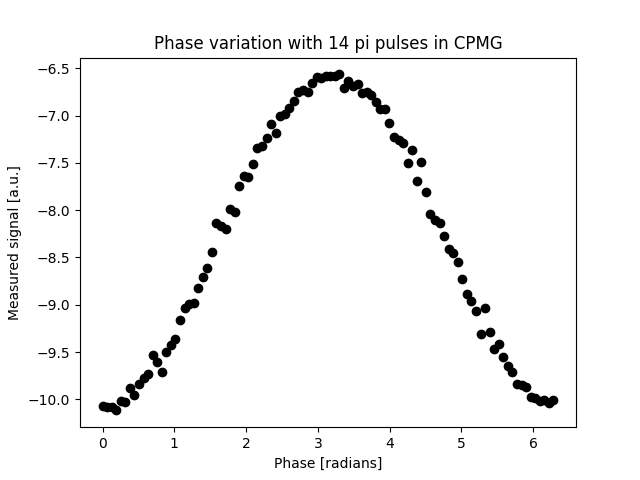 Phase variation with 14 pi pulses in CPMG
−6.5
−7.0
−7.5
−8.0
−8.5
−9.0
−9.5
−10.0
Measured signal [a.u.]
0 1 2 3 4 5 6
Phase [radians]